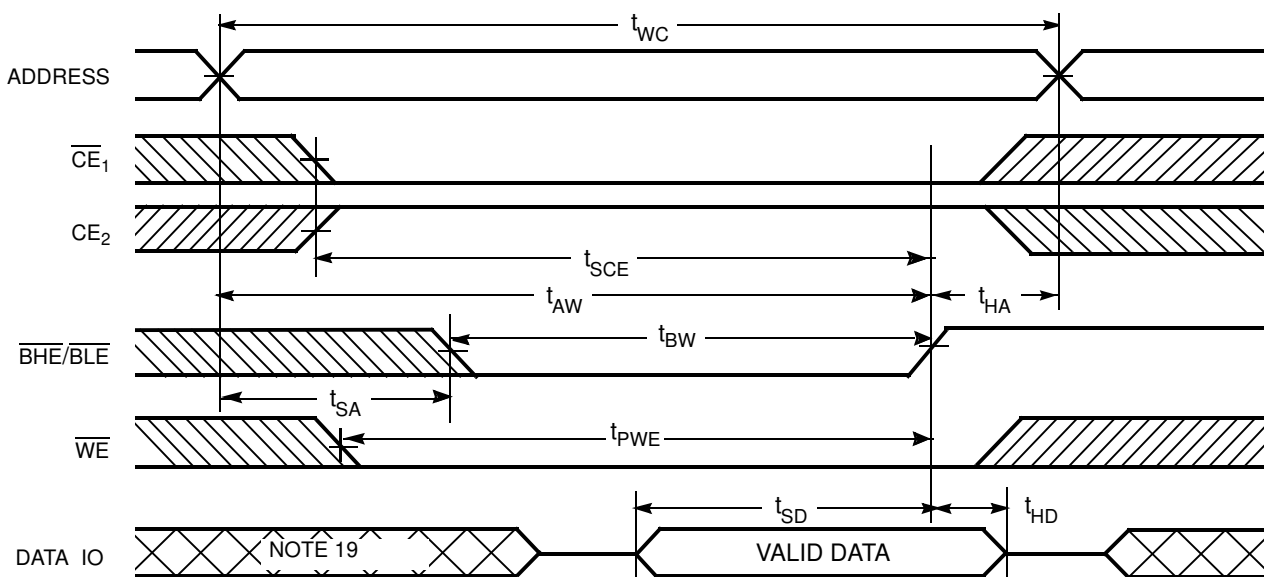 tWC
ADDRESS
CE1
CE2
tSCE
tAW
tHA
BHE/BLE
tBW
tSA
WE
tPWE
tSD
tHD
DATA IO
NOTE 19
VALID DATA